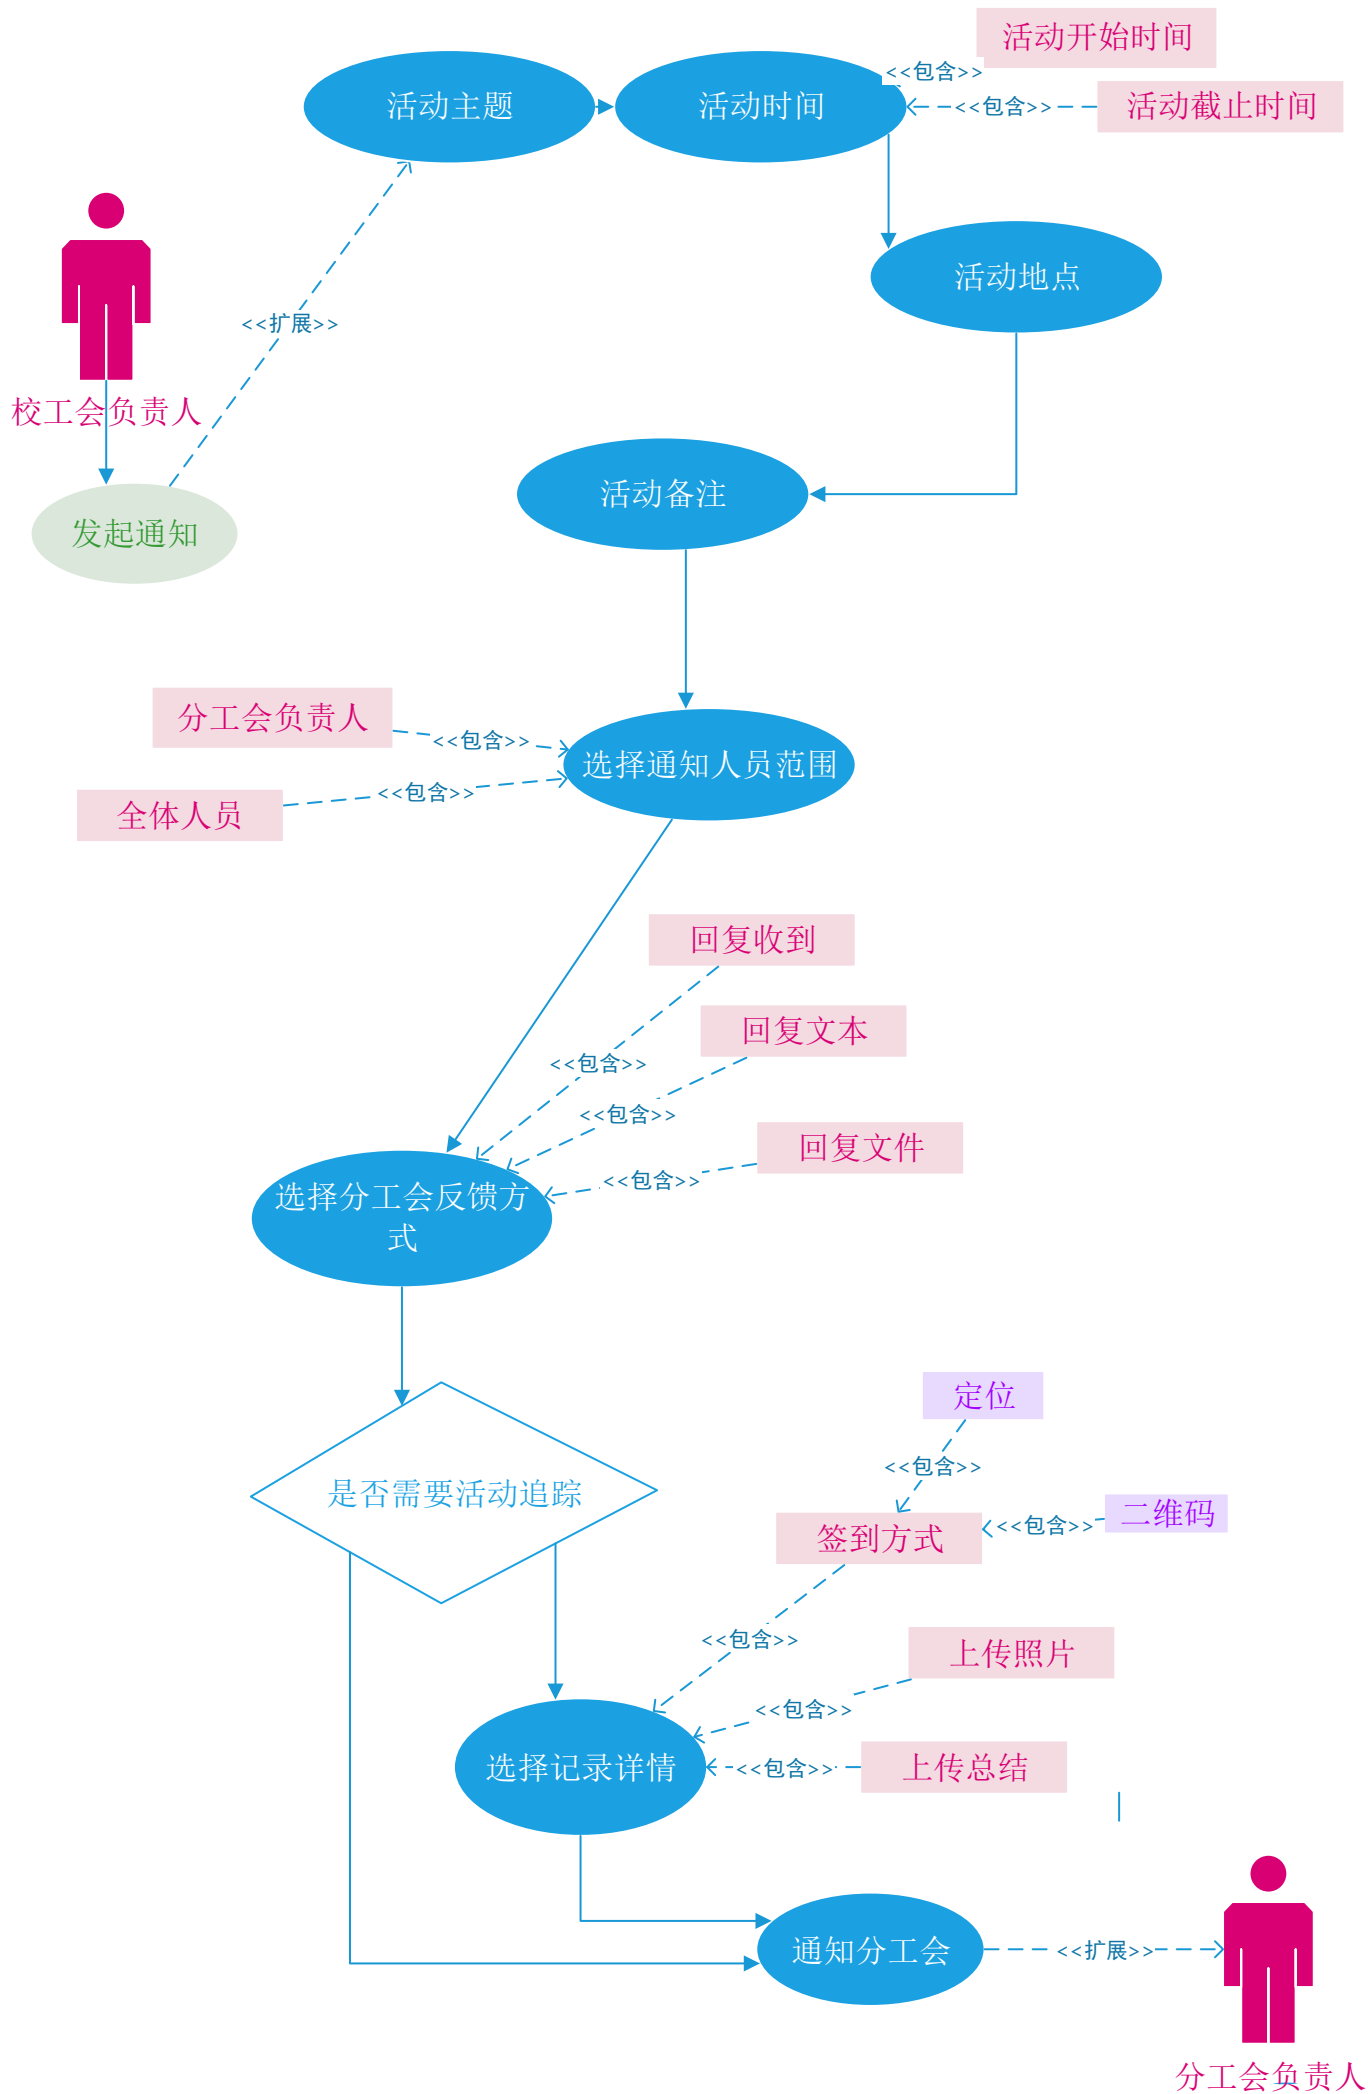 活动开始时间
<<包含>>
活动主题
活动时间
<<包含>>
活动截止时间
活动地点
<<扩展>>
校工会负责人
活动备注
发起通知
分工会负责人
<<包含>>
选择通知人员范围
<<包含>>
全体人员
回复收到
回复文本
<<包含>>
<<包含>>
回复文件
<<包含>>
选择分工会反馈方
式
定位
<<包含>>
是否需要活动追踪
二维码
<<包含>>
签到方式
<<包含>>
上传照片
<<包含>>
选择记录详情
<<包含>>
上传总结
通知分工会
<<扩展>>
分工会负责人